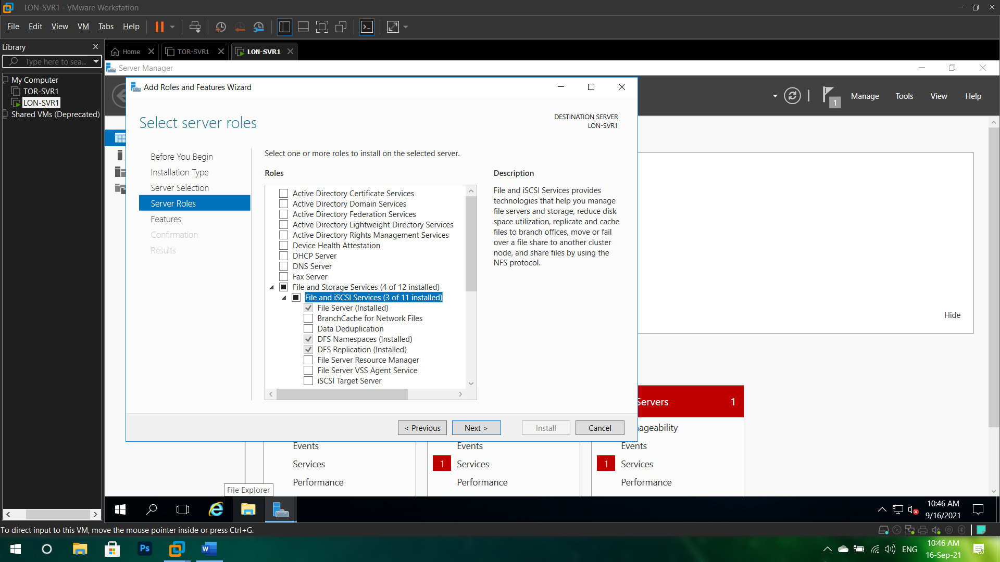 LON-SVR1 - VMware Workstation
File Edit View VM Tabs Help
Library
Type here to sea...
My Computer
TOR-SVR1
LON-SVR1
Shared VMs (Deprecated)
Home
TOR-SVR1
LON-SVR1
Server Manager
1
Manage
Tools
View
Help
Add Roles and Features Wizard
Select server roles
DESTINATION SERVER
LON-SVR1
Before You Begin
Installation Type
Server Selection
Server Roles
Features
Confirmation
Results
Select one or more roles to install on the selected server.
Roles
Active Directory Certificate Services
Active Directory Domain Services
Active Directory Federation Services
Active Directory Lightweight Directory Services
Active Directory Rights Management Services
Device Health Attestation
DHCP Server
DNS Server
Fax Server
File and Storage Services (4 of 12 installed)
File and iSCSI Services (3 of 11 installed)
File Server (Installed)
BranchCache for Network Files
Data Deduplication
DFS Namespaces (Installed)
DFS Replication (Installed)
File Server Resource Manager
File Server VSS Agent Service
iSCSI Target Server
Description
File and iSCSI Services provides
technologies that help you manage
file servers and storage, reduce disk
space utilization, replicate and cache
files to branch offices, move or fail
over a file share to another cluster
node, and share files by using the
NFS protocol.
< Previous
Next >
Install
Cancel
Hide
Servers 1
ageability
Events
Services
Performance
Events
1 Services
Performance
Events
1 Services
Performance
File Explorer
10:46 AM
9/16/2021
To direct input to this VM, move the mouse pointer inside or press Ctrl+G.
Ps
W
ENG
10:46 AM
16-Sep-21